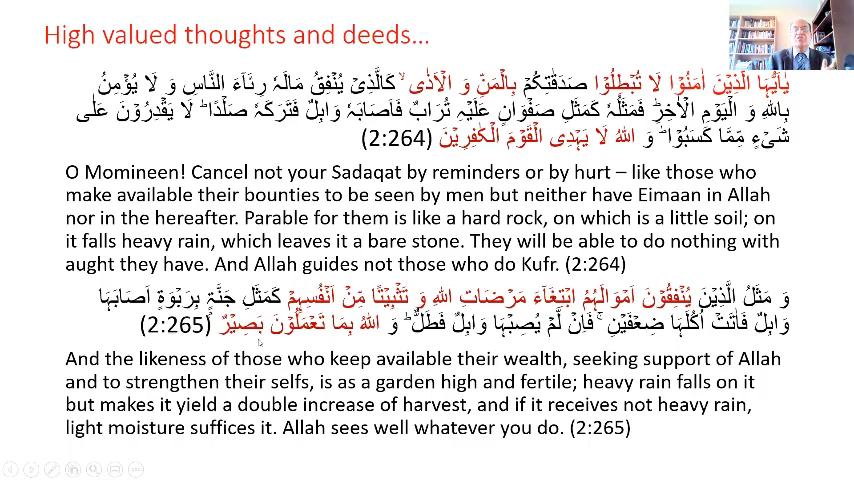 High valued thoughts and deeds…
يٰۤاَيُّهَا الَّذِيْنَ اٰمَنُوْا لَا تُبْطِلُوْا صَدَقٰتِكُمْ بِالْمَنِّ وَ الْاَذٰى ۙ كَالَّذِيْ يُنْفِقُ مَالَهٗ رِئَآءَ النَّاسِ وَ لَا يُؤْمِنُ
بِاللهِ وَ الْيَوْمِ الْاٰخِرِ ؕ فَمَثَلُهٗ كَمَثَلِ صَفْوَانٍ عَلَيْهِ تُرَابٌ فَاَصَابَهٗ وَابِلٌ فَتَرَكَهٗ صَلْدًا ؕ لَا يَقْدِرُوْنَ عَلٰى
شَيْءٍ مِّمَّا كَسَبُوْا ؕ وَ اللهُ لَا يَهْدِى الْقَوْمَ الْكٰفِرِيْنَ (2:264)
O Momineen! Cancel not your Sadaqat by reminders or by hurt – like those who
make available their bounties to be seen by men but neither have Eimaan in Allah
nor in the hereafter. Parable for them is like a hard rock, on which is a little soil; on
it falls heavy rain, which leaves it a bare stone. They will be able to do nothing with
aught they have. And Allah guides not those who do Kufr. (2:264)
وَ مَثَلُ الَّذِيْنَ يُنْفِقُوْنَ اَمْوَالَهُمُ ابْتِغَآءَ مَرْضَاتِ اللهِ وَ تَثْبِيْتًا مِّنْ اَنْفُسِهِمْ كَمَثَلِ جَنَّةٍۭ بِرَبْوَةٍ اَصَابَهَا
وَابِلٌ فَاٰتَتْ اُكُلَهَا ضِعْفَيْنِ ۚ فَاِنْ لَّمْ يُصِبْهَا وَابِلٌ فَطَلٌّ ؕ وَ اللهُ بِمَا تَعْمَلُوْنَ بَصِيْرٌ (2:265)
And the likeness of those who keep available their wealth, seeking support of Allah
and to strengthen their selfs, is as a garden high and fertile; heavy rain falls on it
but makes it yield a double increase of harvest, and if it receives not heavy rain,
light moisture suffices it. Allah sees well whatever you do. (2:265)